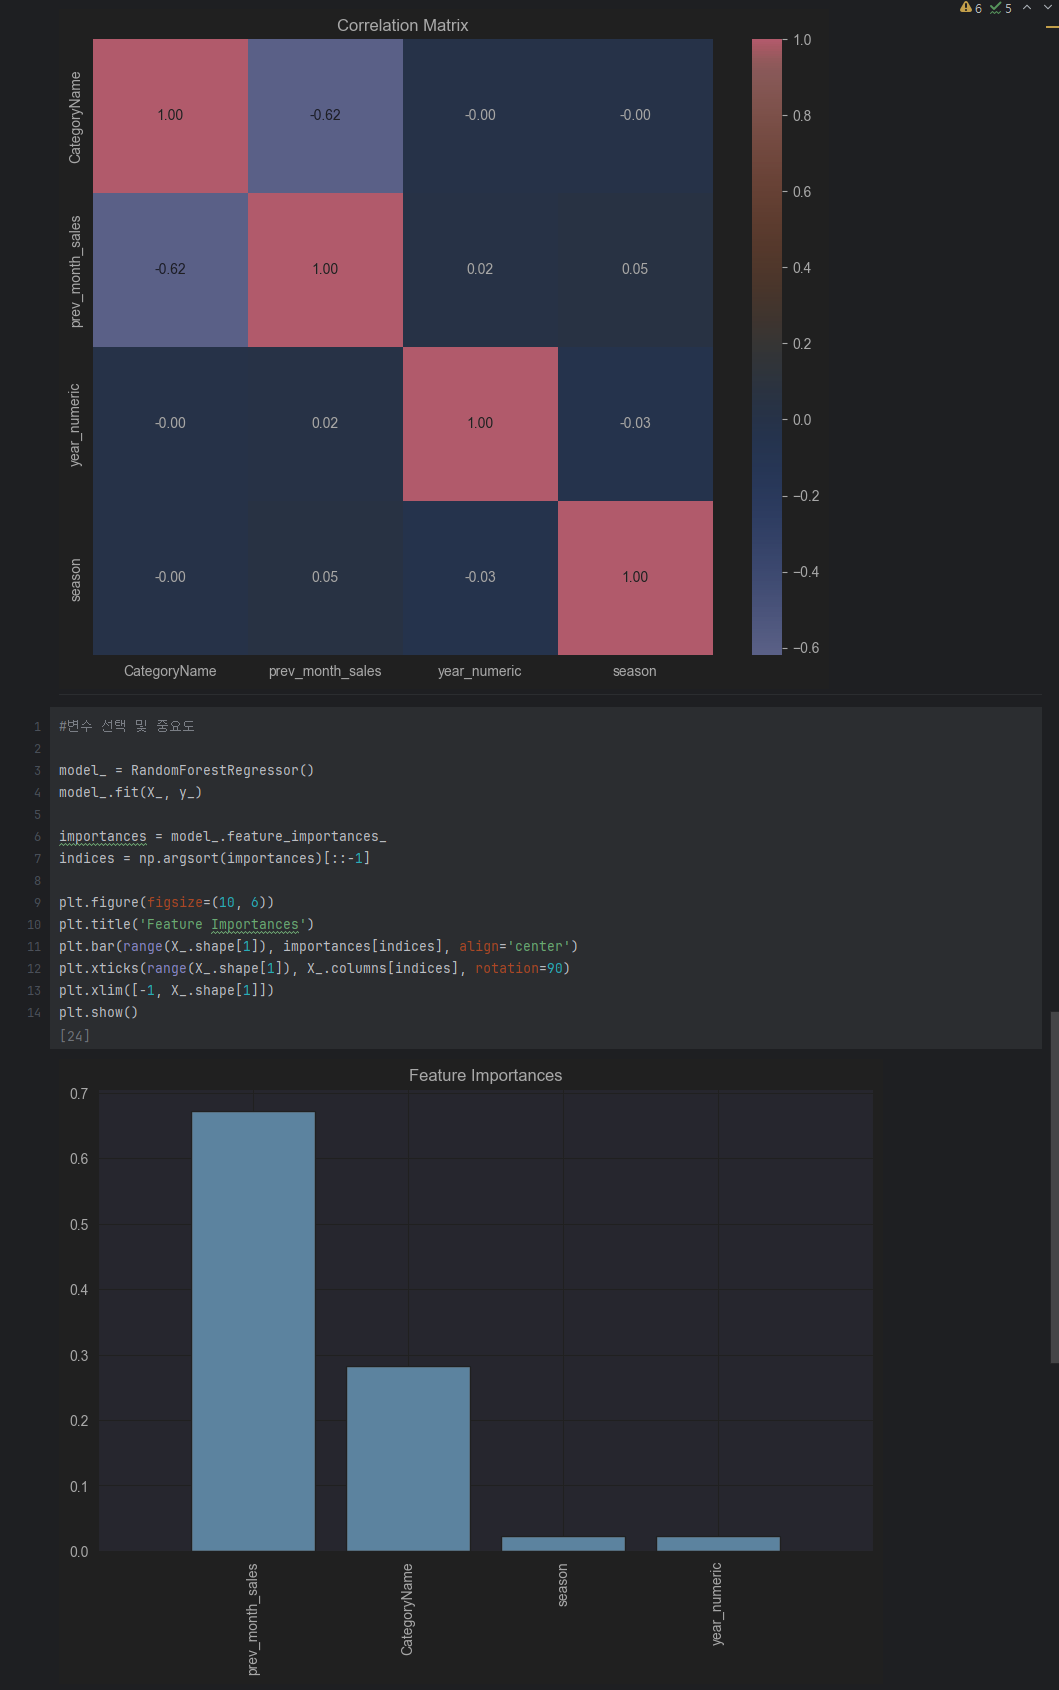 6 5
Correlation Matrix
CategoryName 1.00 -0.62 -0.00 -0.00
prev_month_sales -0.62 1.00 0.02 0.05
year_numeric -0.00 0.02 1.00 -0.03
season -0.00 0.05 -0.03 1.00
CategoryName prev_month_sales year_numeric season
1.0
0.8
0.6
0.4
0.2
0.0
−0.2
−0.4
−0.6
1 #변수 선택 및 중요도
2
3 model_ = RandomForestRegressor()
4 model_.fit(X_, y_)
5
6 importances = model_.feature_importances_
7 indices = np.argsort(importances)[::-1]
8
9 plt.figure(figsize=(10, 6))
10 plt.title('Feature Importances')
11 plt.bar(range(X_.shape[1]), importances[indices], align='center')
12 plt.xticks(range(X_.shape[1]), X_.columns[indices], rotation=90)
13 plt.xlim([-1, X_.shape[1]])
14 plt.show()
[24]
Feature Importances
0.7
0.6
0.5
0.4
0.3
0.2
0.1
0.0
prev_month_sales
CategoryName
season
year_numeric